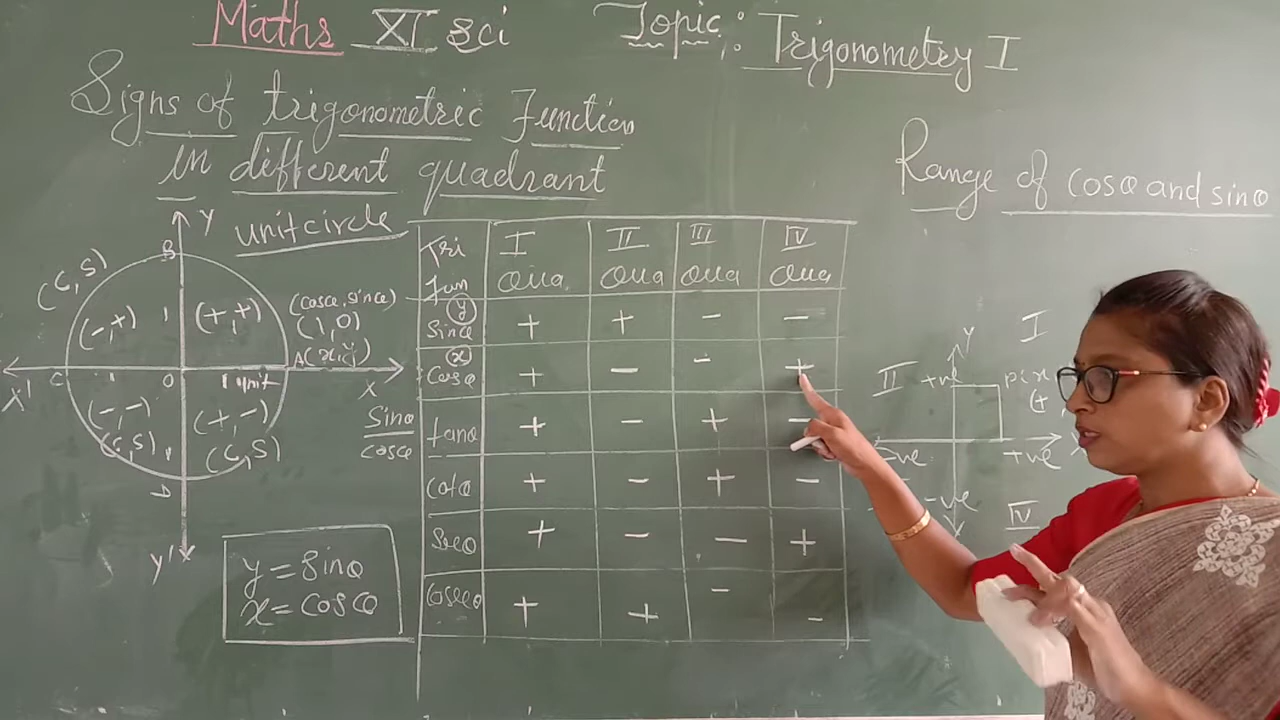 Maths XI sci
Topic: Trigonometry I
Signs of trigonometric Function
in different quadrant
Range of cosθ and sinθ
unit circle
Y
B
(c, s)
(-,+)
(+,+)
(cosθ, sinθ)
(1,0)
A(x,y)
X'
C
O
1 unit
X
(-,-)
(+,-)
(c,s)
(c,s)
D
Y'
sinθ
cosθ
y = sinθ
x = cosθ
Tri Fun I Qua. II Qua III Qua IV Qua
(y)
Sinθ + + - -
(x)
Cosθ + - - +
tanθ + - + -
Cotθ + - + -
Secθ + - - +
Cosecθ + + - -
Y
I
II
+ve
P(x
(+,
-ve
+ve
X
-ve
IV